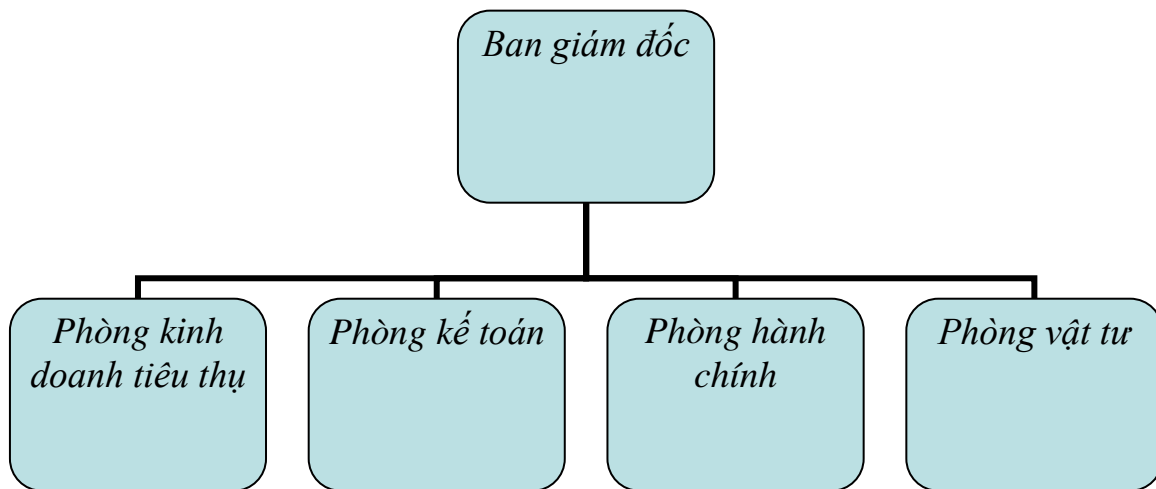 Ban giám đốc
Phòng kinh
doanh tiêu thụ
Phòng kế toán
Phòng hành
chính
Phòng vật tư